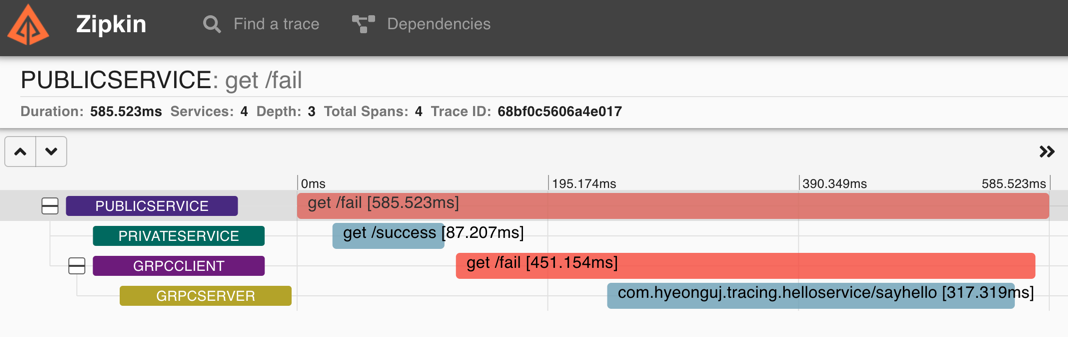 Zipkin Find a trace Dependencies
PUBLICSERVICE: get /fail
Duration: 585.523ms Services: 4 Depth: 3 Total Spans: 4 Trace ID: 68bf0c5606a4e017
0ms 195.174ms 390.349ms 585.523ms
PUBLICSERVICE get /fail [585.523ms]
PRIVATESERVICE get /success [87.207ms]
GRPCCLIENT get /fail [451.154ms]
GRPCSERVER com.hyeonguj.tracing.helloservice/sayhello [317.319ms]